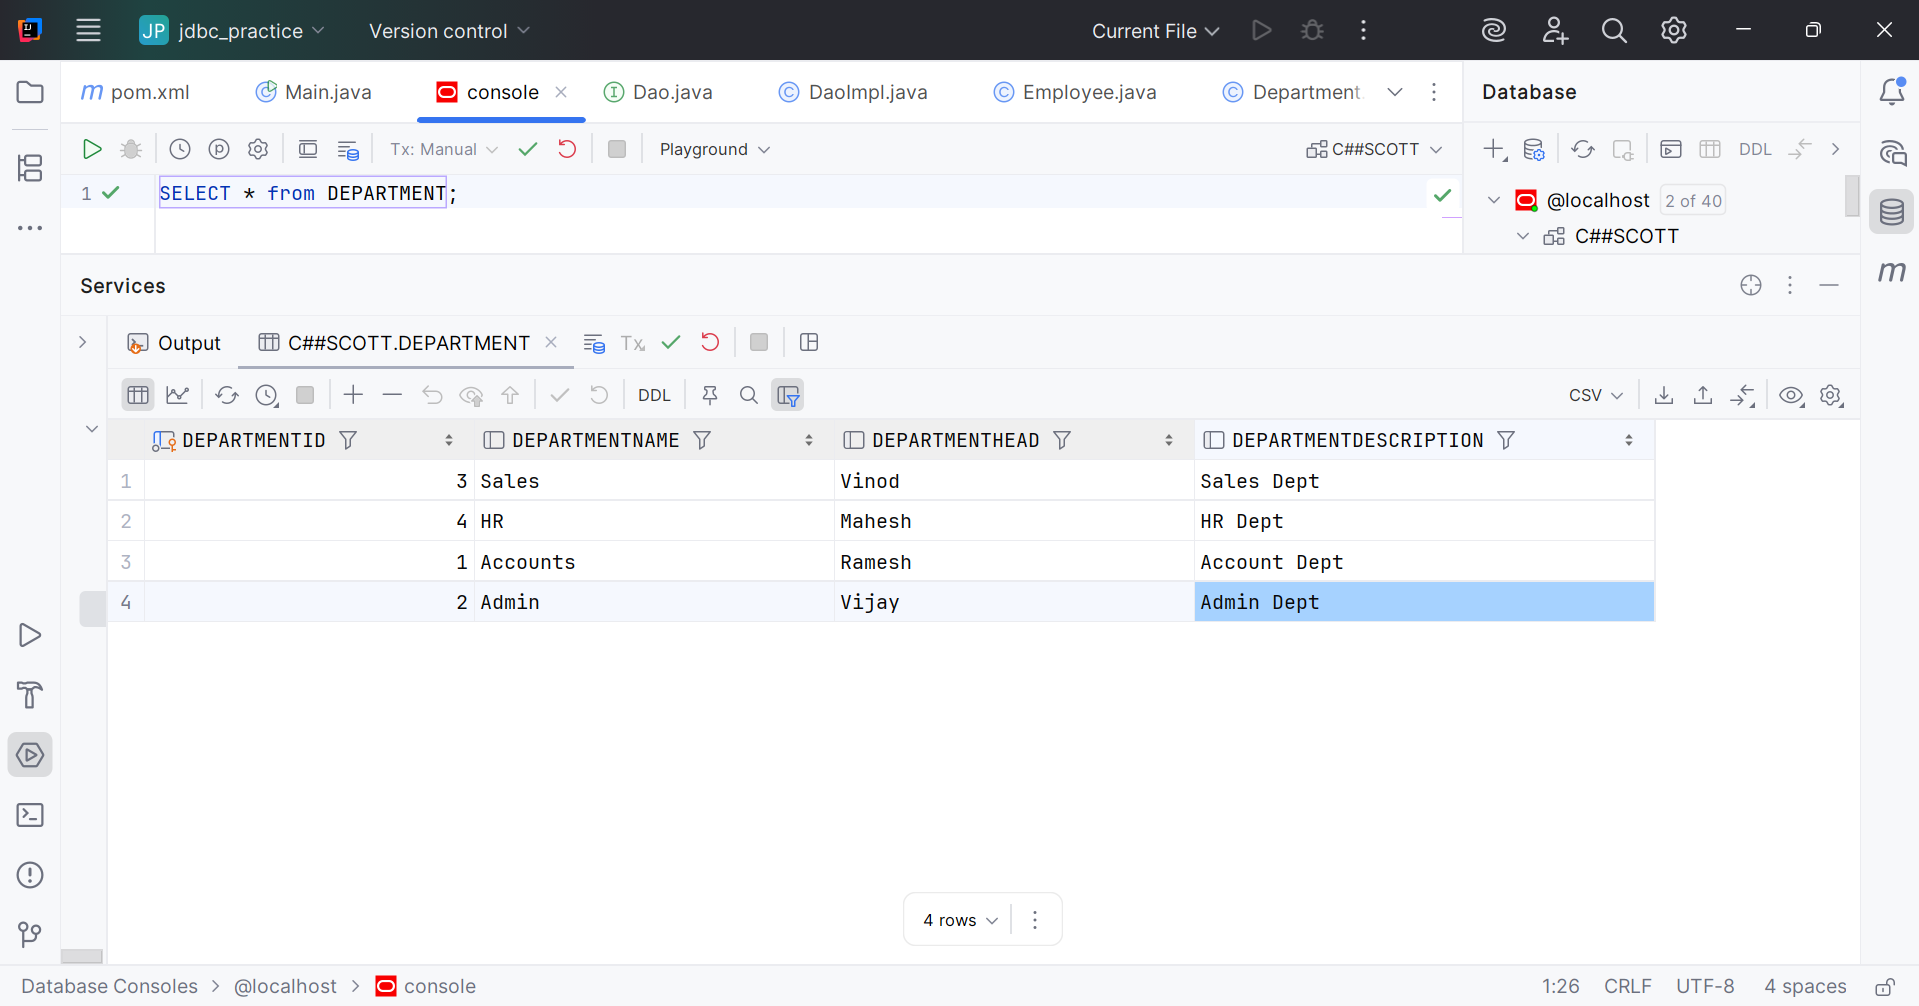 JP jdbc_practice Version control Current File
m pom.xml Main.java console Dao.java DaoImpl.java Employee.java Department Database
Tx: Manual Playground C##SCOTT DDL
1 SELECT * from DEPARTMENT;
@localhost 2 of 40
C##SCOTT
m
Services
Output C##SCOTT.DEPARTMENT Tx
DDL CSV
DEPARTMENTID DEPARTMENTNAME DEPARTMENTHEAD DEPARTMENTDESCRIPTION
1 3 Sales Vinod Sales Dept
2 4 HR Mahesh HR Dept
3 1 Accounts Ramesh Account Dept
4 2 Admin Vijay Admin Dept
4 rows
Database Consoles > @localhost > console 1:26 CRLF UTF-8 4 spaces